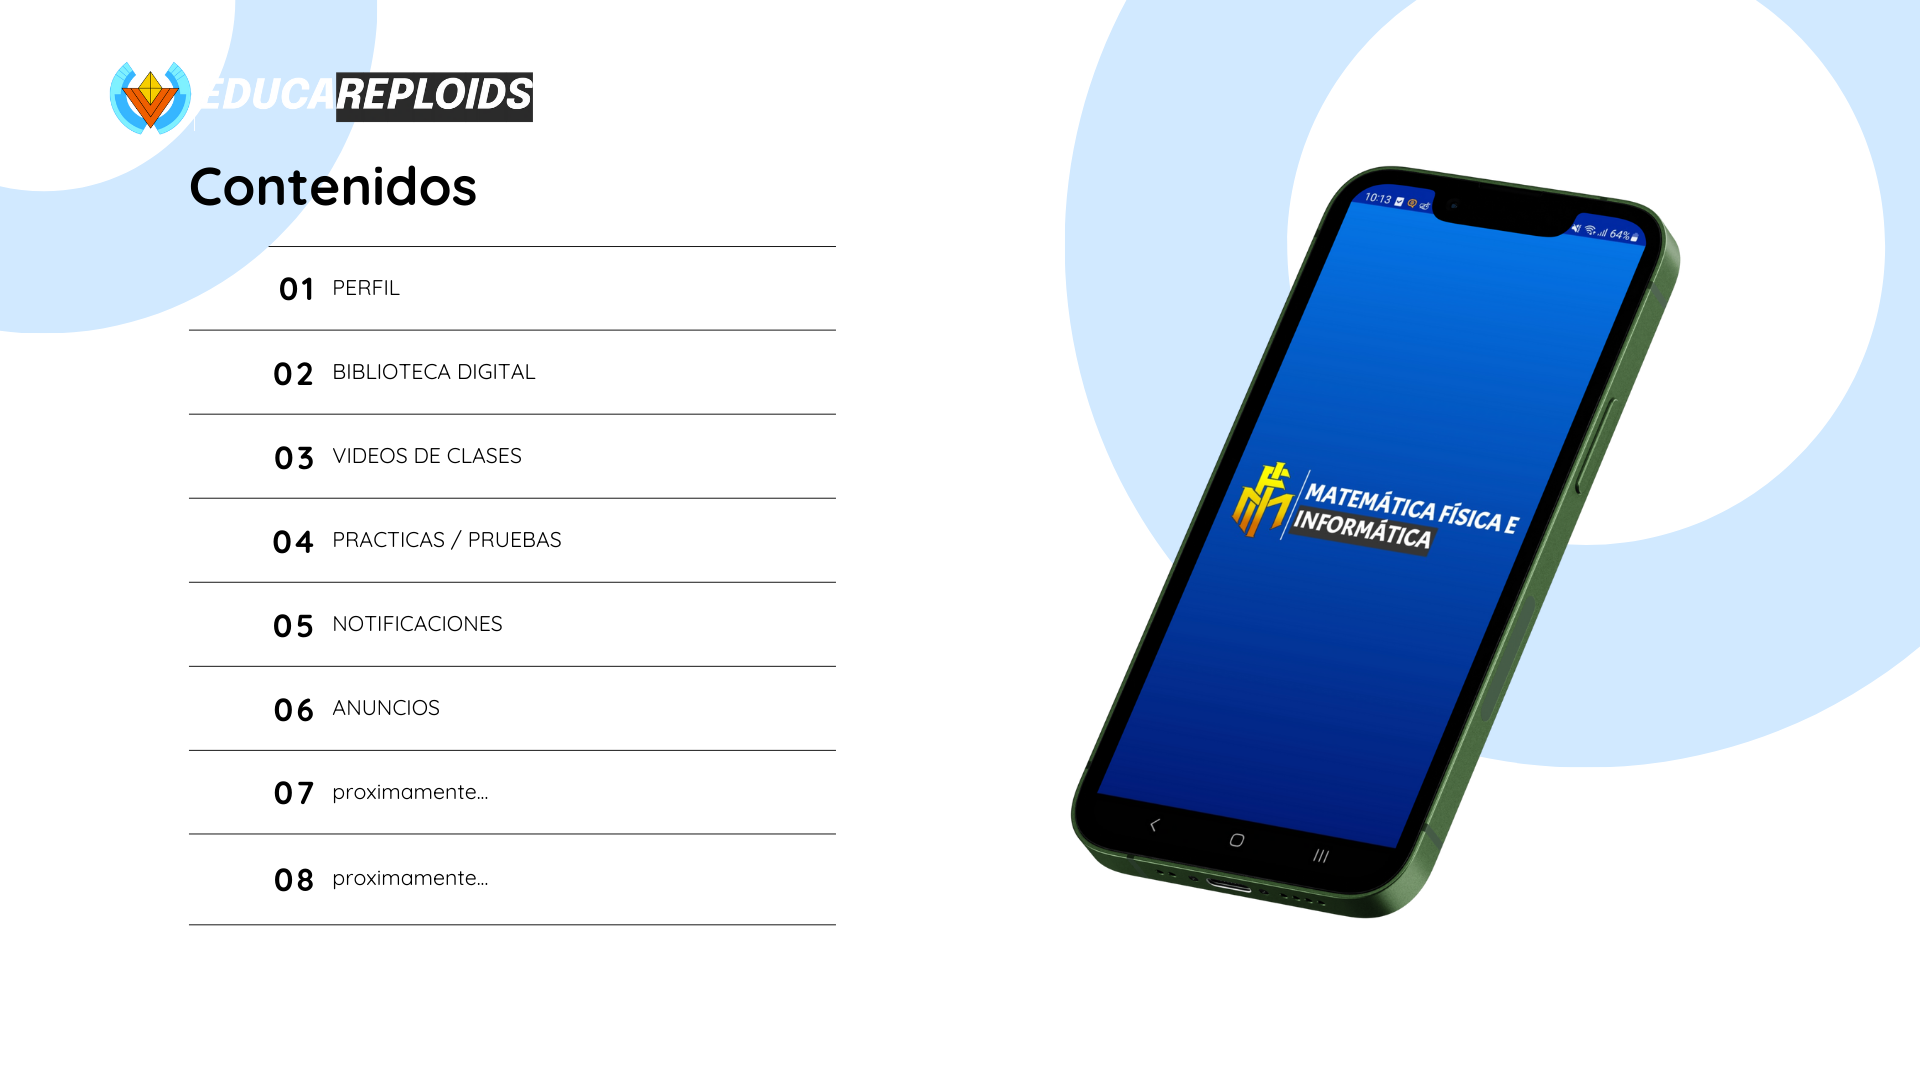 EDUCAREPLOIDS
Contenidos
01 PERFIL
02 BIBLIOTECA DIGITAL
03 VIDEOS DE CLASES
04 PRACTICAS / PRUEBAS
05 NOTIFICACIONES
06 ANUNCIOS
07 proximamente...
08 proximamente...
10:13
64%
MATEMÁTICA FÍSICA E
INFORMÁTICA